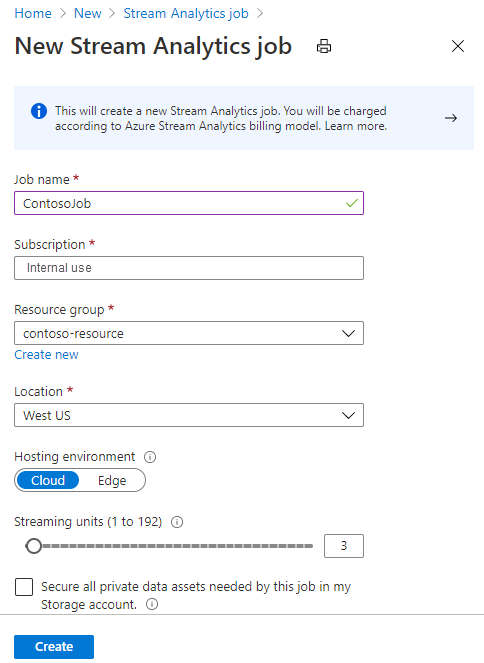 Home > New > Stream Analytics job >
New Stream Analytics job
This will create a new Stream Analytics job. You will be charged
according to Azure Stream Analytics billing model. Learn more.
Job name *
ContosoJob
Subscription *
Internal use
Resource group *
contoso-resource
Create new
Location *
West US
Hosting environment
Cloud Edge
Streaming units (1 to 192)
3
Secure all private data assets needed by this job in my
Storage account.
Create